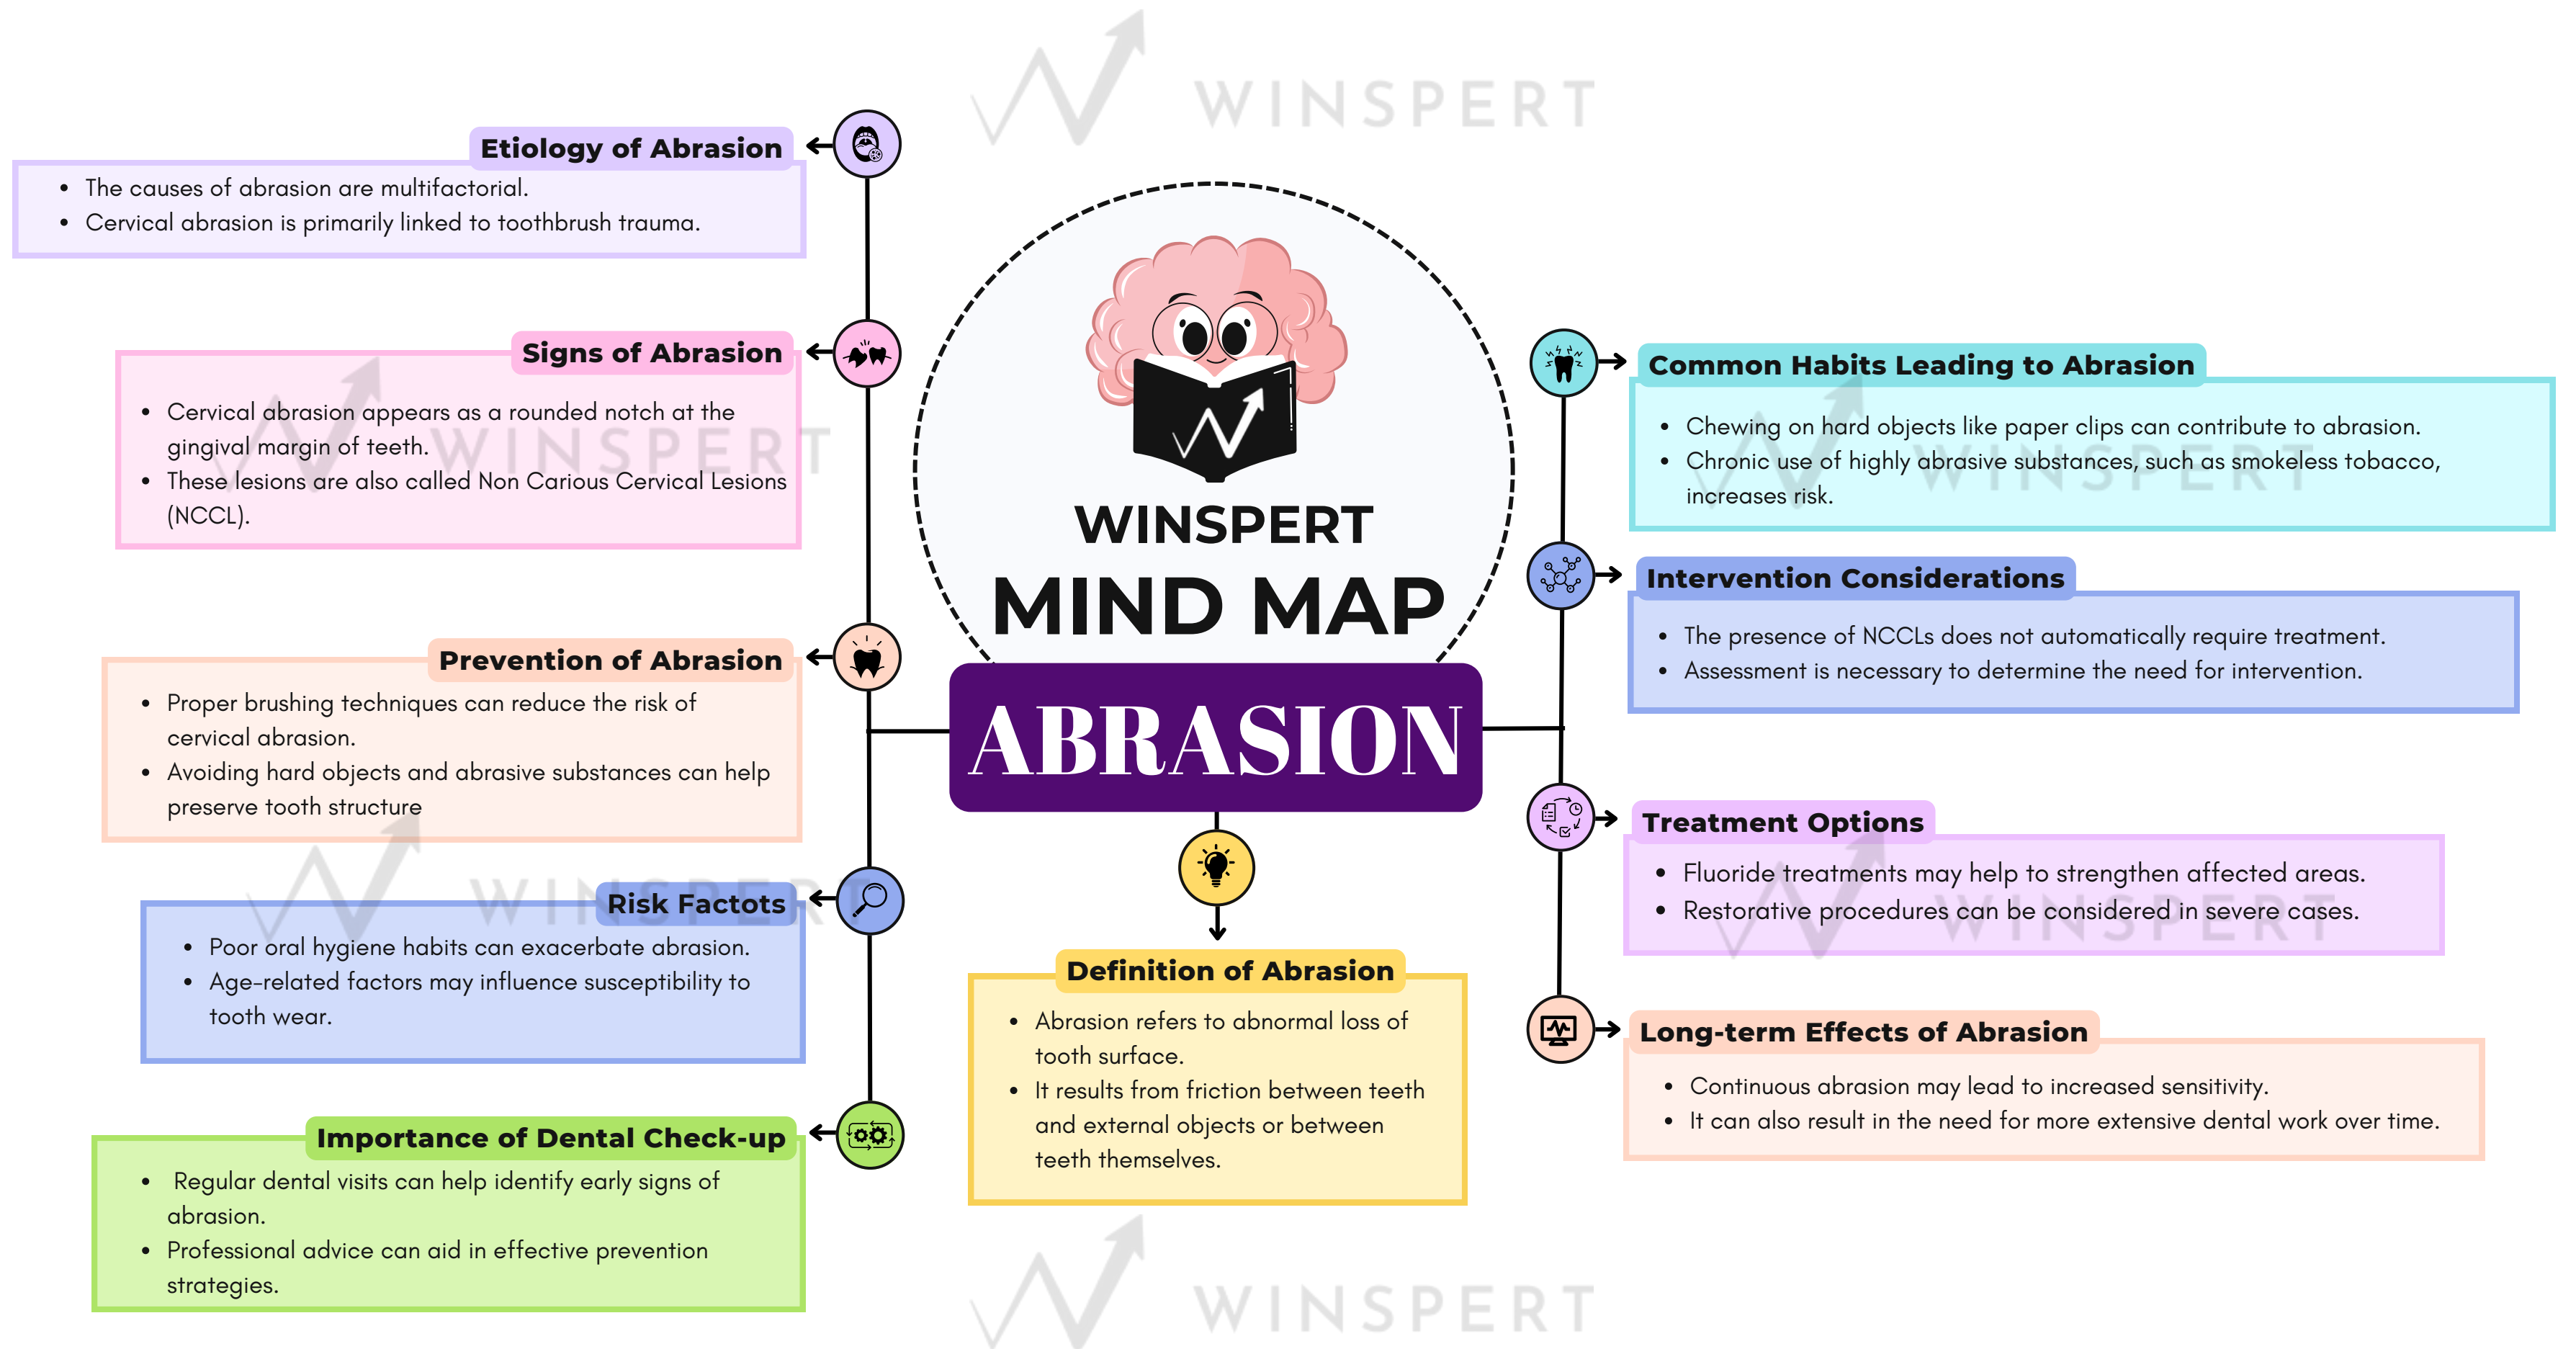 WINSPERT
Etiology of Abrasion
• The causes of abrasion are multifactorial.
• Cervical abrasion is primarily linked to toothbrush trauma.
Signs of Abrasion
• Cervical abrasion appears as a rounded notch at the
gingival margin of teeth.
• These lesions are also called Non Carious Cervical Lesions
(NCCL).
WINSPERT
Prevention of Abrasion
• Proper brushing techniques can reduce the risk of
cervical abrasion.
• Avoiding hard objects and abrasive substances can help
preserve tooth structure
Risk Factots
• Poor oral hygiene habits can exacerbate abrasion.
• Age-related factors may influence susceptibility to
tooth wear.
WINSPERT
Importance of Dental Check-up
• Regular dental visits can help identify early signs of
abrasion.
• Professional advice can aid in effective prevention
strategies.
WINSPERT
MIND MAP
ABRASION
Definition of Abrasion
• Abrasion refers to abnormal loss of
tooth surface.
• It results from friction between teeth
and external objects or between
teeth themselves.
Common Habits Leading to Abrasion
• Chewing on hard objects like paper clips can contribute to abrasion.
• Chronic use of highly abrasive substances, such as smokeless tobacco,
increases risk.
WINSPERT
Intervention Considerations
• The presence of NCCLs does not automatically require treatment.
• Assessment is necessary to determine the need for intervention.
Treatment Options
• Fluoride treatments may help to strengthen affected areas.
• Restorative procedures can be considered in severe cases.
WINSPERT
Long-term Effects of Abrasion
• Continuous abrasion may lead to increased sensitivity.
• It can also result in the need for more extensive dental work over time.
WINSPERT